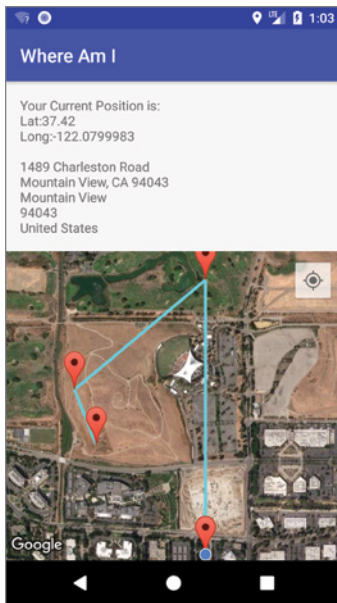 LTE 1:03
Where Am I
Your Current Position is:
Lat:37.42
Long:-122.0799983
1489 Charleston Road
Mountain View, CA 94043
Mountain View
94043
United States
Google